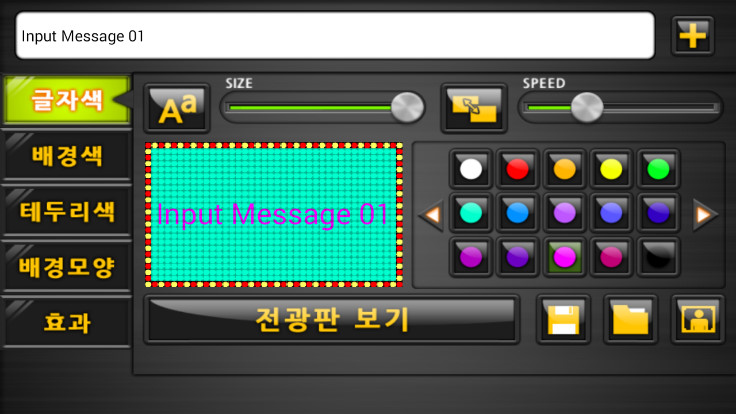 Input Message 01
글자색
SIZE
SPEED
Aa
배경색
테두리색
Input Message 01
배경모양
효과
전광판 보기